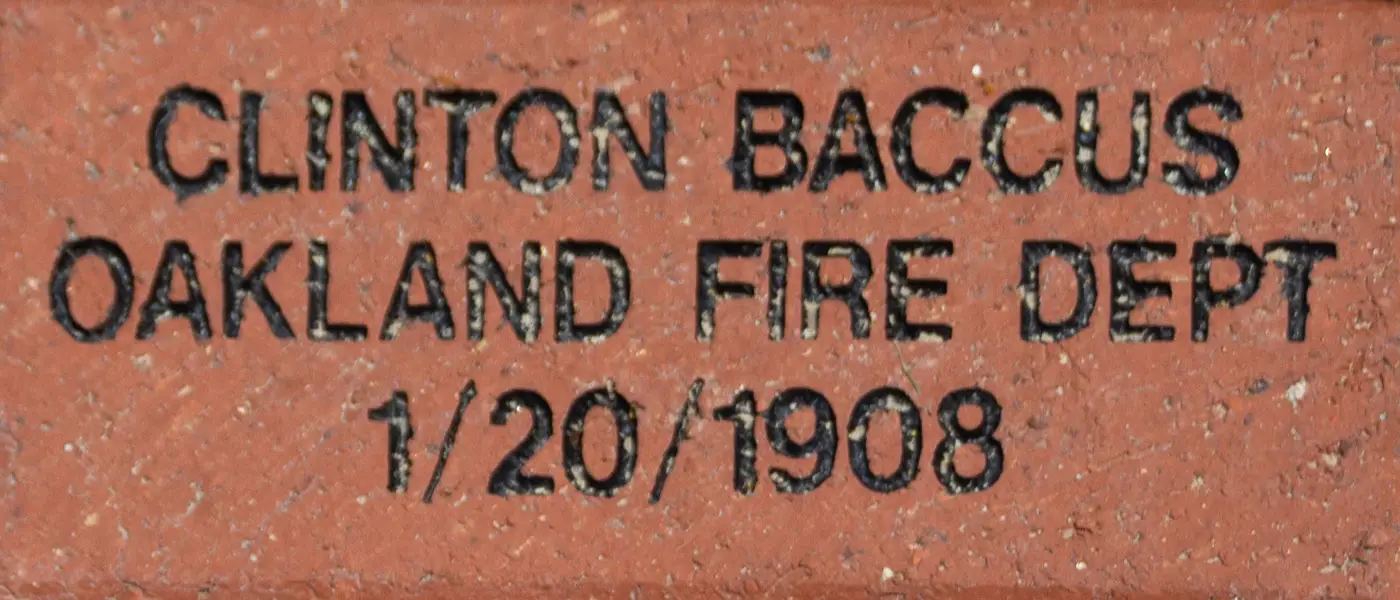 CLINTON BACCUS
OAKLAND FIRE DEPT
1/20/1908